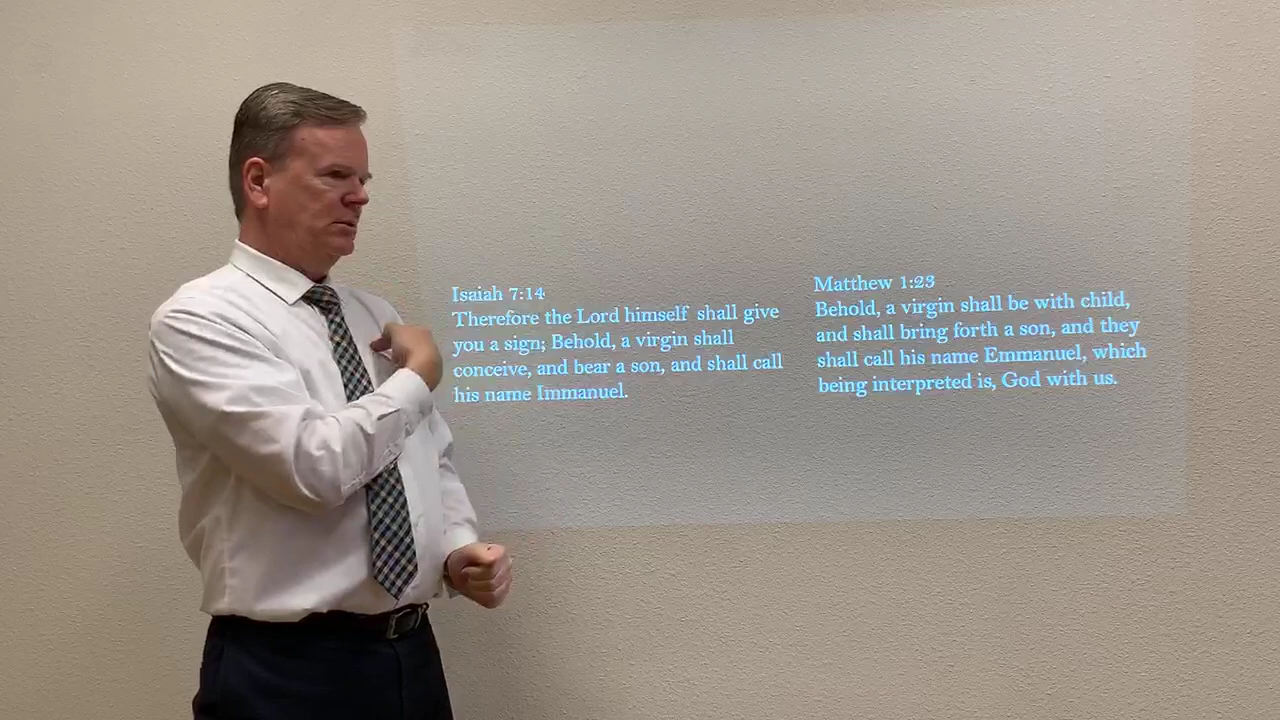 Isaiah 7:14
Therefore the Lord himself shall give
you a sign; Behold, a virgin shall
conceive, and bear a son, and shall call
his name Immanuel.
Matthew 1:23
Behold, a virgin shall be with child,
and shall bring forth a son, and they
shall call his name Emmanuel, which
being interpreted is, God with us.